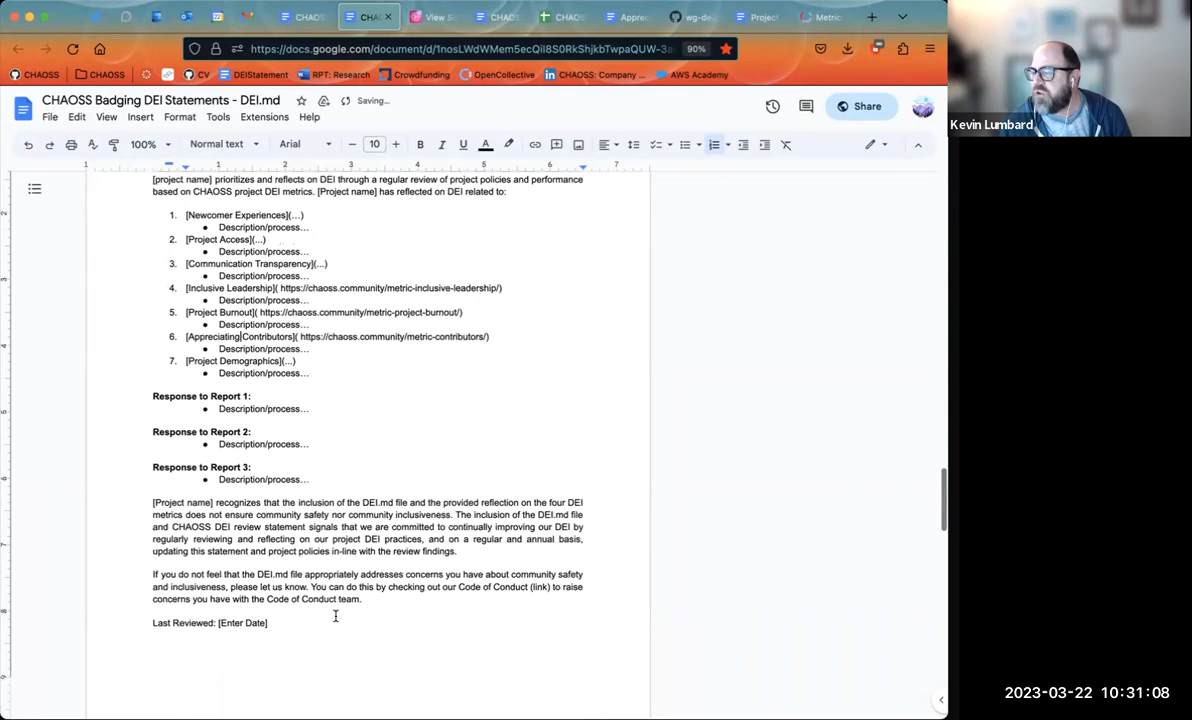 CHAOS
CHA
View S
CHAOS
CHAOS
Apprec
wg-de
Project
Metric
https://docs.google.com/document/d/1nosLWdWMem5ecQil8S0RkShjkbTwpaQUW-3a
90%
CHAOSS
CHAOSS
CV
DEIStatement
RPT: Research
Crowdfunding
OpenCollective
CHAOSS: Company ...
AWS Academy
CHAOSS Badging DEI Statements - DEI.md
Saving...
File Edit View Insert Format Tools Extensions Help
Share
100%
Normal text
Arial
10
Kevin Lumbard
[project name] prioritizes and reflects on DEI through a regular review of project policies and performance
based on CHAOSS project DEI metrics. [Project name] has reflected on DEI related to:
1. [Newcomer Experiences](…)
● Description/process…
2. [Project Access](...)
● Description/process…
3. [Communication Transparency](...)
● Description/process…
4. [Inclusive Leadership]( https://chaoss.community/metric-inclusive-leadership/)
● Description/process…
5. [Project Burnout]( https://chaoss.community/metric-project-burnout/)
● Description/process…
6. [Appreciating Contributors]( https://chaoss.community/metric-contributors/)
● Description/process…
7. [Project Demographics](...)
● Description/process…
Response to Report 1:
● Description/process…
Response to Report 2:
● Description/process…
Response to Report 3:
● Description/process…
[Project name] recognizes that the inclusion of the DEI.md file and the provided reflection on the four DEI
metrics does not ensure community safety nor community inclusiveness. The inclusion of the DEI.md file
and CHAOSS DEI review statement signals that we are committed to continually improving our DEI by
regularly reviewing and reflecting on our project DEI practices, and on a regular and annual basis,
updating this statement and project policies in-line with the review findings.
If you do not feel that the DEI.md file appropriately addresses concerns you have about community safety
and inclusiveness, please let us know. You can do this by checking out our Code of Conduct (link) to raise
concerns you have with the Code of Conduct team.
Last Reviewed: [Enter Date]
2023-03-22 10:31:08